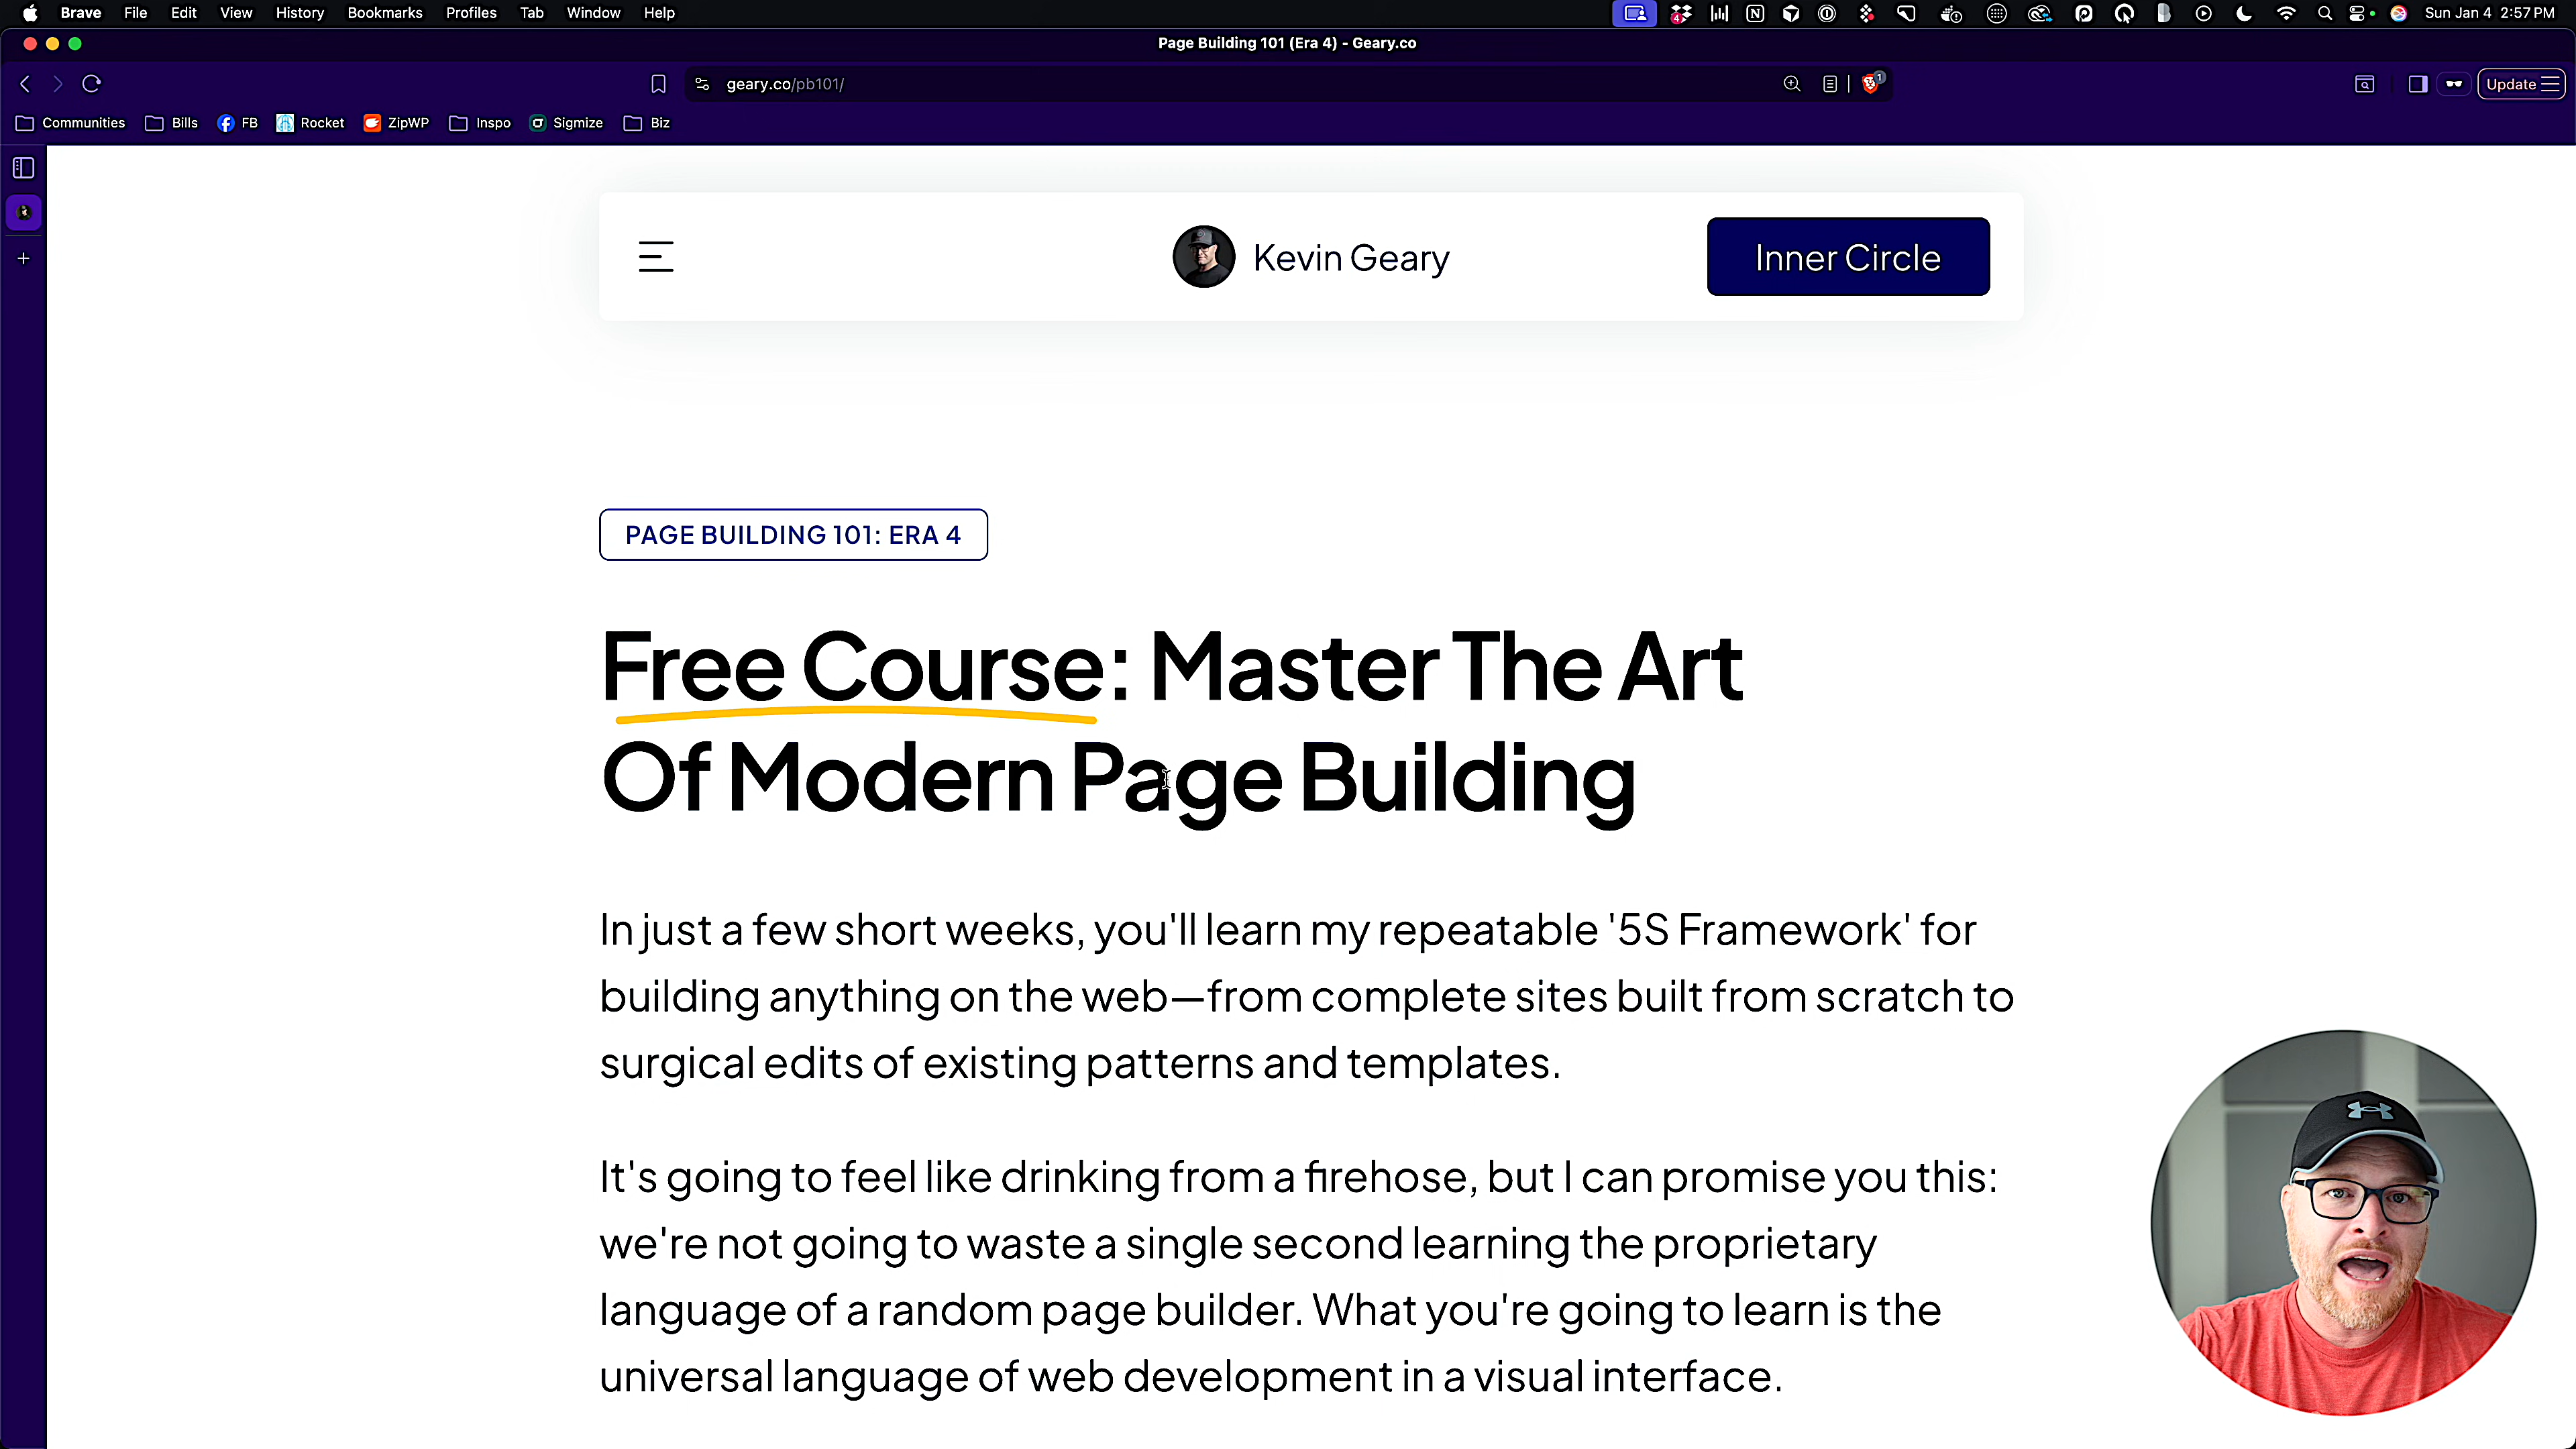 Brave File Edit View History Bookmarks Profiles Tab Window Help
4
Sun Jan 4 2:57 PM
Page Building 101 (Era 4) - Geary.co
geary.co/pb101/
1
Update
Communities Bills FB Rocket ZipWP Inspo Sigmize Biz
Kevin Geary
Inner Circle
PAGE BUILDING 101: ERA 4
Free Course: Master The Art
Of Modern Page Building
In just a few short weeks, you'll learn my repeatable '5S Framework' for
building anything on the web—from complete sites built from scratch to
surgical edits of existing patterns and templates.
It's going to feel like drinking from a firehose, but I can promise you this:
we're not going to waste a single second learning the proprietary
language of a random page builder. What you're going to learn is the
universal language of web development in a visual interface.